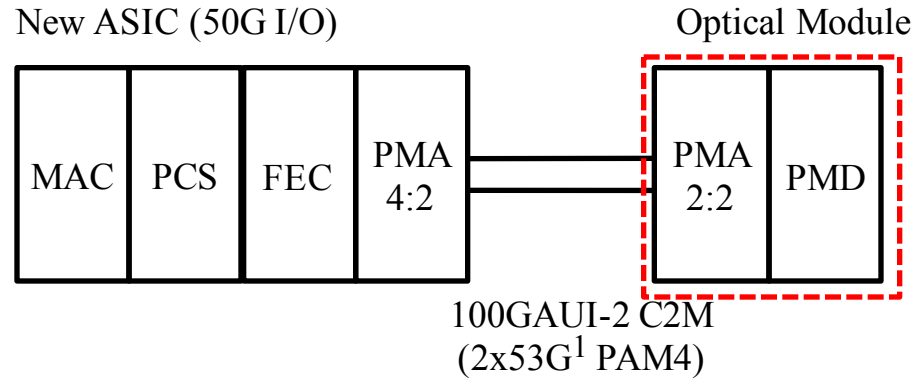 New ASIC (50G I/O)
Optical Module
MAC
PCS
FEC
PMA
4:2
PMA
2:2
PMD
100GAUI-2 C2M
(2x53G¹ PAM4)